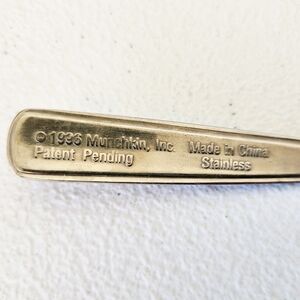 © 1996 Munchkin, Inc. Made in China
Patent Pending Stainless